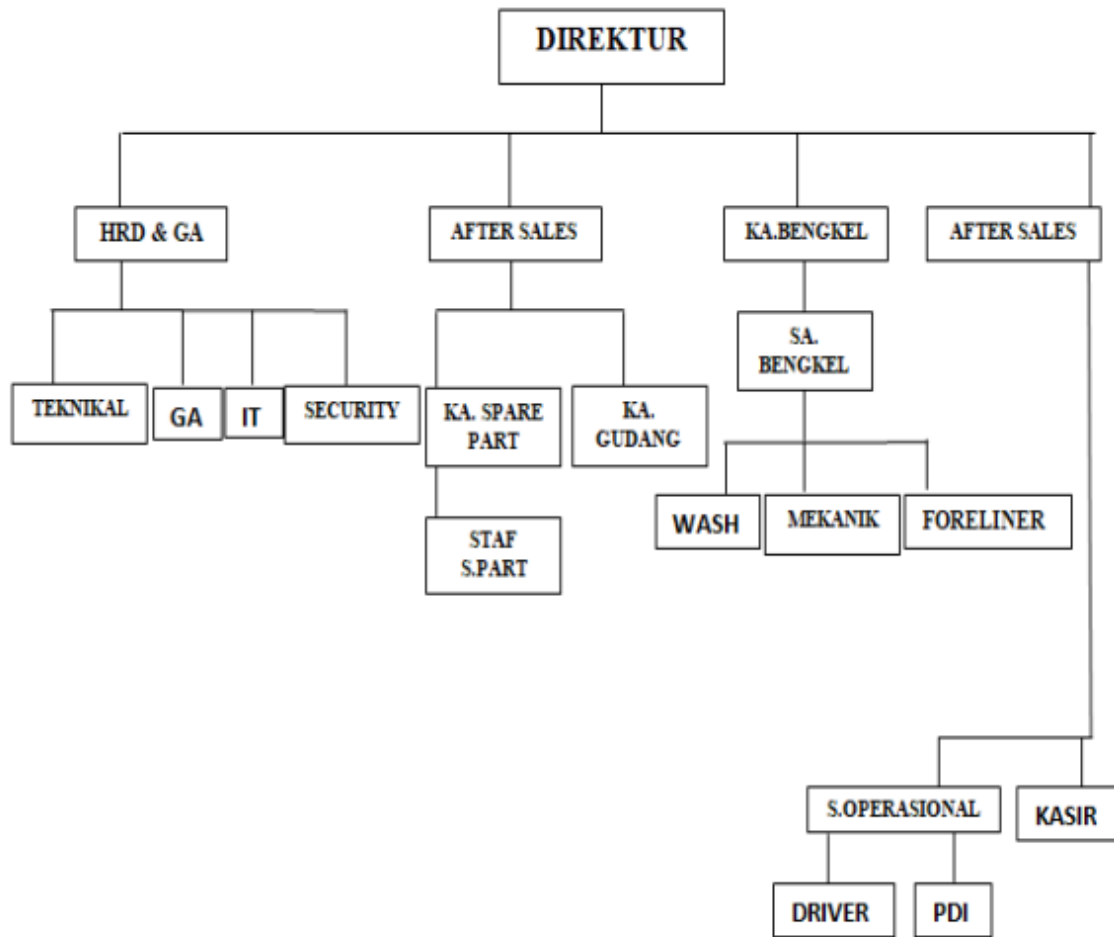 DIREKTUR
HRD & GA
AFTER SALES
KA.BENGKEL
AFTER SALES
SA.
BENGKEL
TEKNIKAL
GA
IT
SECURITY
KA. SPARE
PART
KA.
GUDANG
WASH
MEKANIK
FORELINER
STAF
S.PART
S.OPERASIONAL
KASIR
DRIVER
PDI